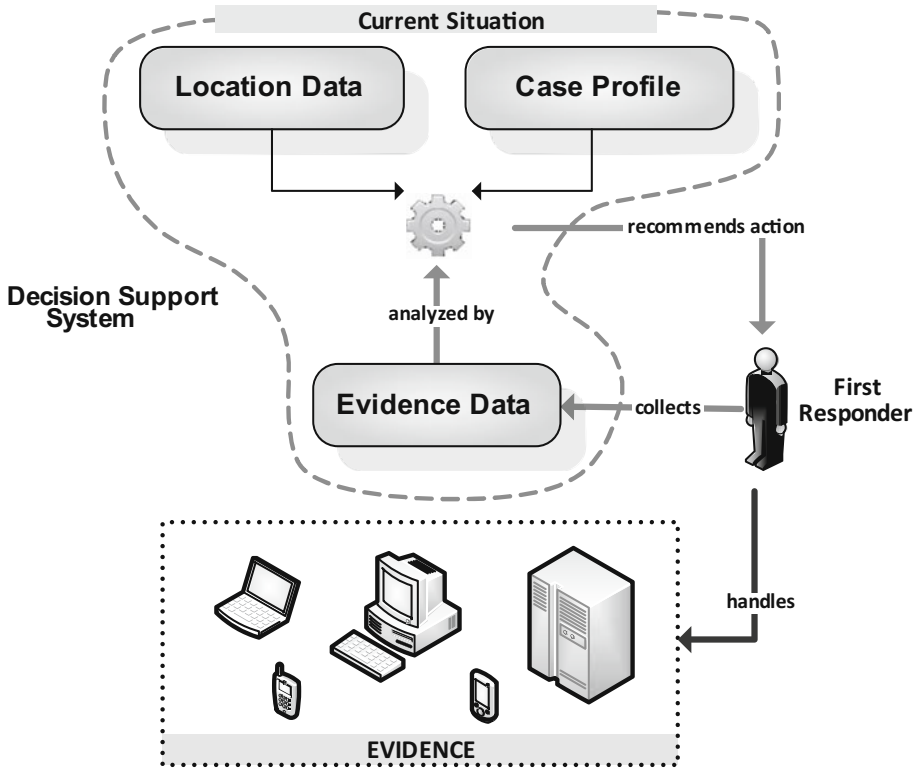 Current Situation
Location Data
Case Profile
recommends action
Decision Support
System
analyzed by
Evidence Data
collects
First
Responder
handles
EVIDENCE